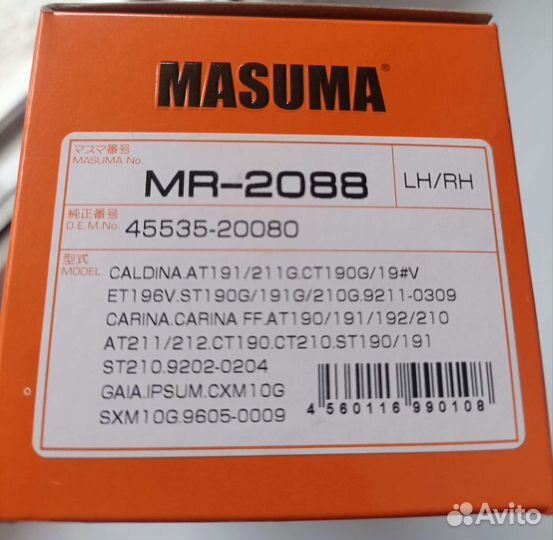 MASUMA®
マスマ番号
MASUMA No.
MR-2088
LH/RH
純正番号
O.E.M.No.
45535-20080
型式
MODEL
CALDINA.AT191/211G.CT190G/19#V
ET196V.ST190G/191G/210G.9211-0309
CARINA.CARINA FF.AT190/191/192/210
AT211/212.CT190.CT210.ST190/191
ST210.9202-0204
GAIA.IPSUM.CXM10G
SXM10G.9605-0009
4 560116 990108
Avito